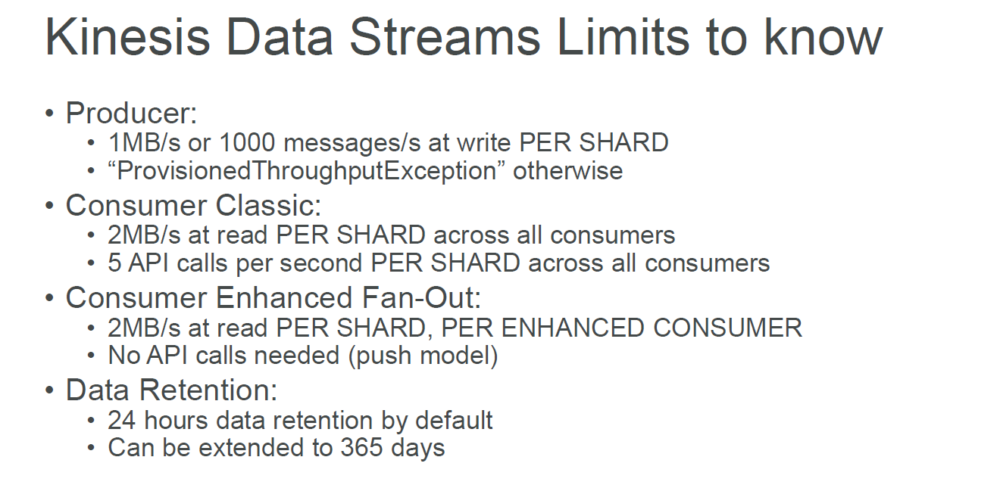 Kinesis Data Streams Limits to know
• Producer:
• 1MB/s or 1000 messages/s at write PER SHARD
• “ProvisionedThroughputException” otherwise
• Consumer Classic:
• 2MB/s at read PER SHARD across all consumers
• 5 API calls per second PER SHARD across all consumers
• Consumer Enhanced Fan-Out:
• 2MB/s at read PER SHARD, PER ENHANCED CONSUMER
• No API calls needed (push model)
• Data Retention:
• 24 hours data retention by default
• Can be extended to 365 days